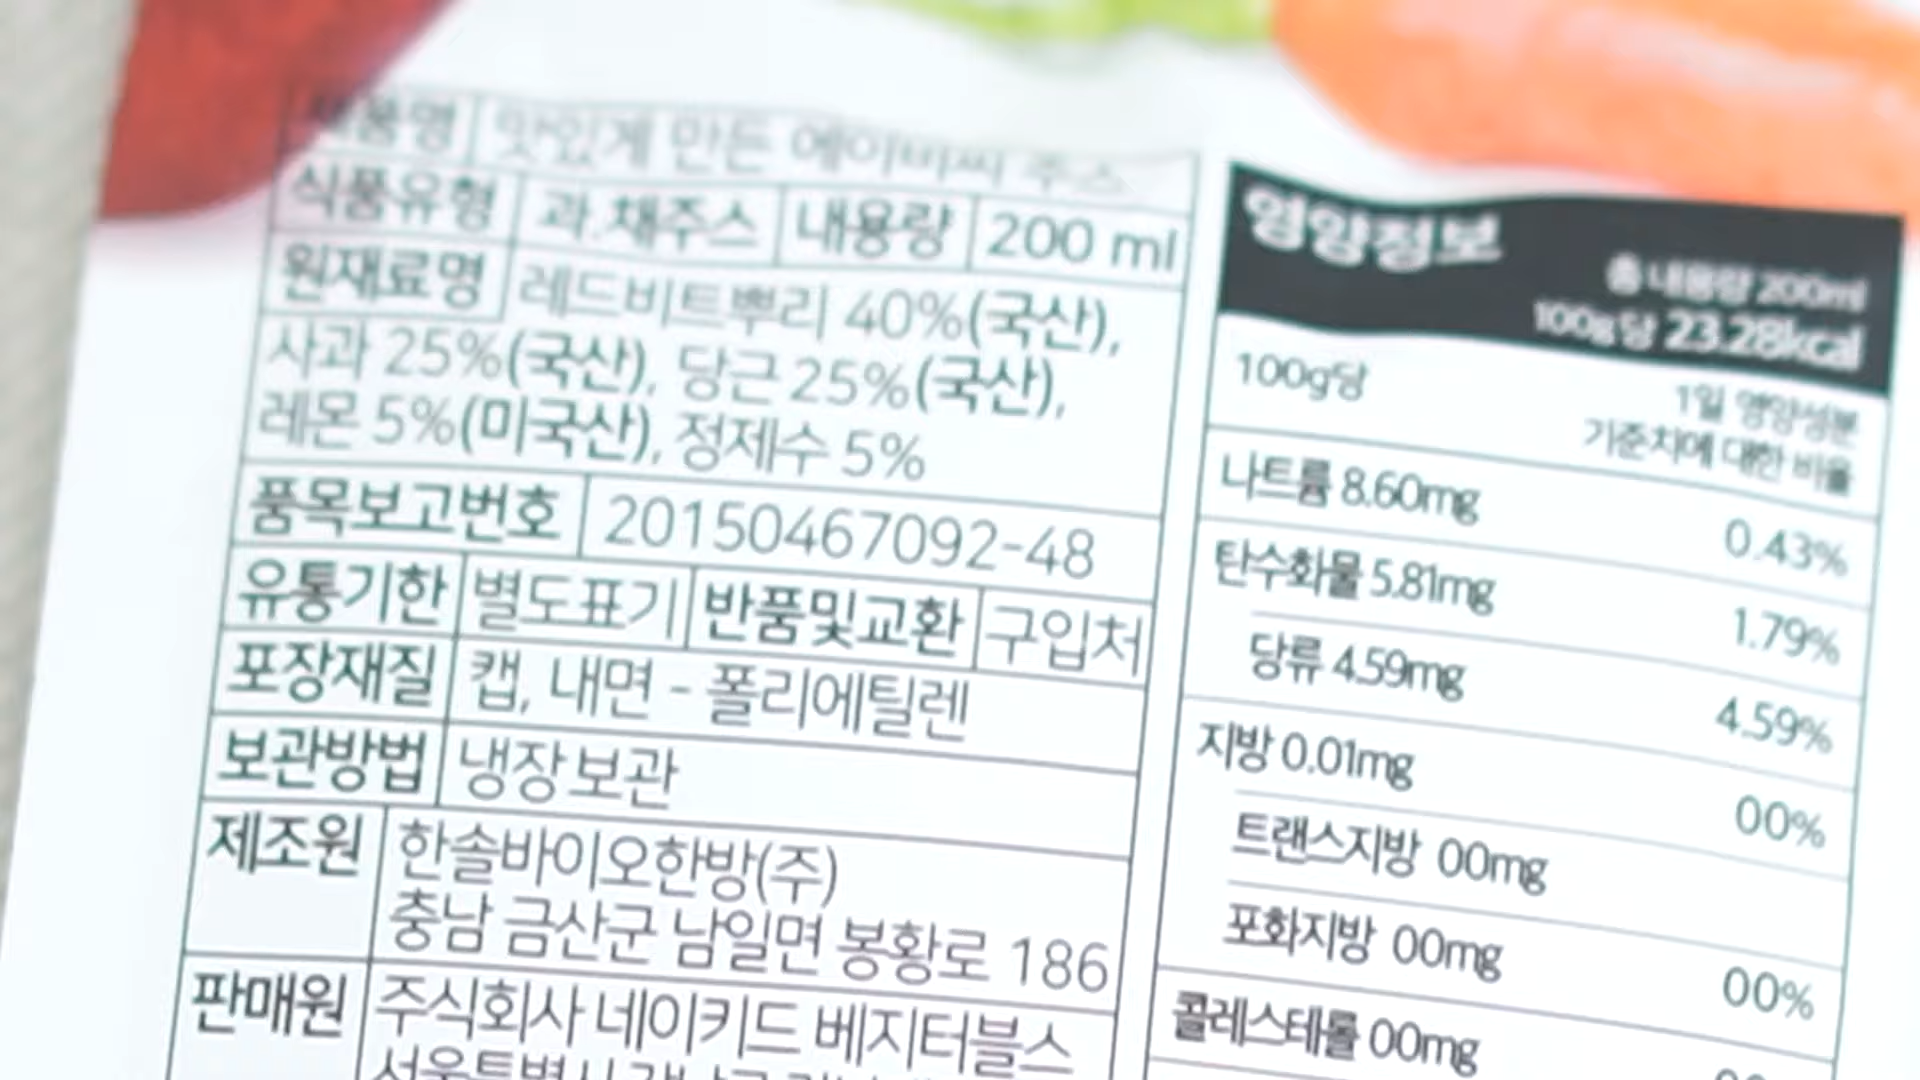 제품명 맛있게 만든 에이비씨 주스
식품유형 과.채주스 내용량 200 ml
원재료명 레드비트뿌리 40%(국산),
사과 25%(국산), 당근 25%(국산),
레몬 5%(미국산), 정제수 5%
품목보고번호 20150467092-48
유통기한 별도표기 반품및교환 구입처
포장재질 캡, 내면 - 폴리에틸렌
보관방법 냉장보관
제조원 한솔바이오한방(주)
충남 금산군 남일면 봉황로 186
판매원 주식회사 네이키드 베지터블스
영양정보
총 내용량 200ml
100g당 23.28kcal
100g당 1일 영양성분
기준치에 대한 비율
나트륨 8.60mg 0.43%
탄수화물 5.81mg 1.79%
당류 4.59mg 4.59%
지방 0.01mg 00%
트랜스지방 00mg
포화지방 00mg 00%
콜레스테롤 00mg